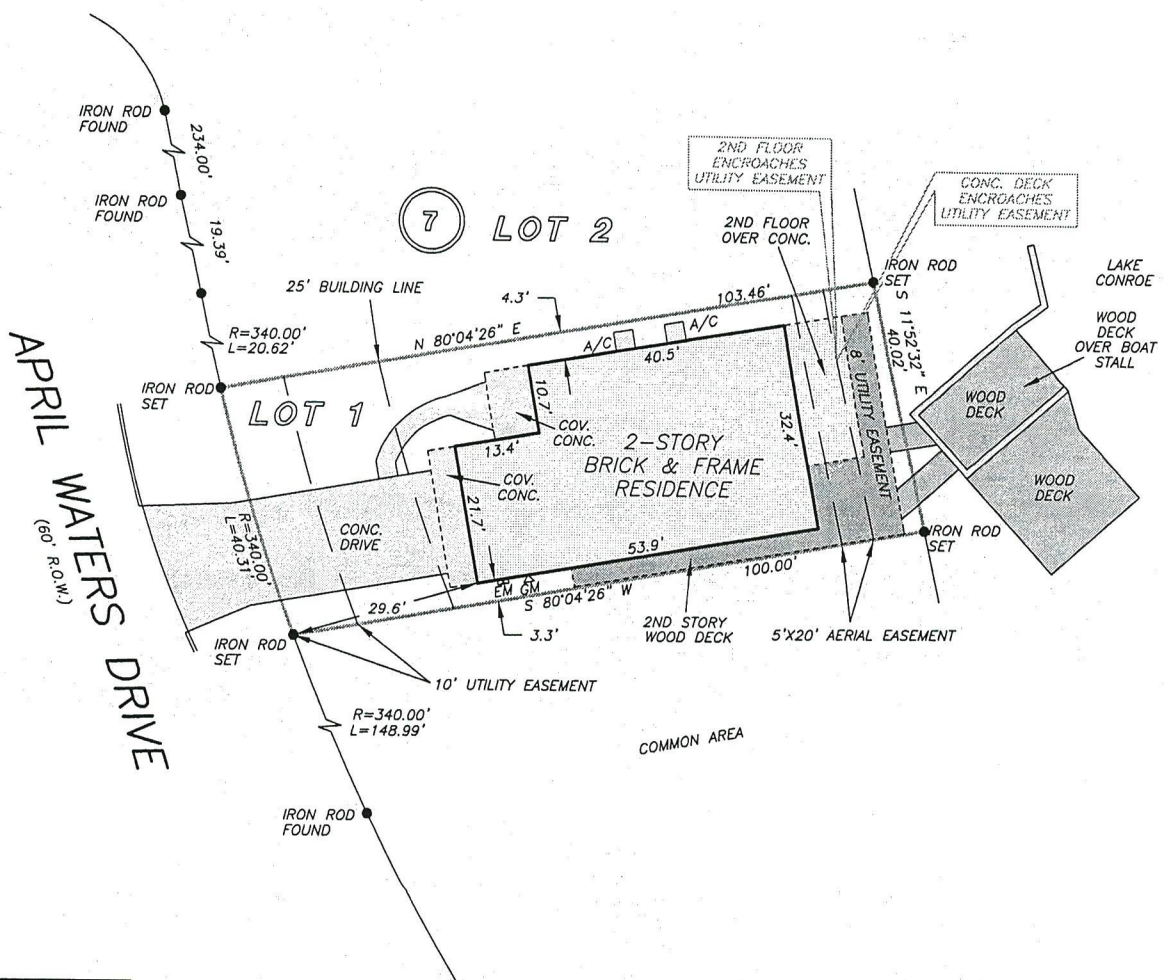 IRON ROD
FOUND
234.00'
IRON ROD
FOUND
19.39'
7
LOT 2
2ND FLOOR
ENCROACHES
UTILITY EASEMENT
CONC. DECK
ENCROACHES
UTILITY EASEMENT
2ND FLOOR
OVER CONC.
25' BUILDING LINE
4.3'
103.46'
IRON ROD
SET
LAKE
CONROE
WOOD
DECK
OVER BOAT
STALL
R=340.00'
L=20.62'
N 80°04'26" E
A/C
A/C
40.5'
S 11°52'32" E
40.02'
IRON ROD
SET
LOT 1
10.7'
COV.
CONC.
13.4'
2-STORY
BRICK & FRAME
RESIDENCE
32.4'
8' UTILITY EASEMENT
WOOD
DECK
WOOD
DECK
APRIL WATERS DRIVE
(60' R.O.W.)
R=340.00'
L=40.31'
CONC.
DRIVE
COV.
CONC.
21.7'
53.9'
100.00'
IRON ROD
SET
29.6'
EM GM
S 80°04'26" W
3.3'
2ND STORY
WOOD DECK
5'X20' AERIAL EASEMENT
IRON ROD
SET
10' UTILITY EASEMENT
R=340.00'
L=148.99'
COMMON AREA
IRON ROD
FOUND